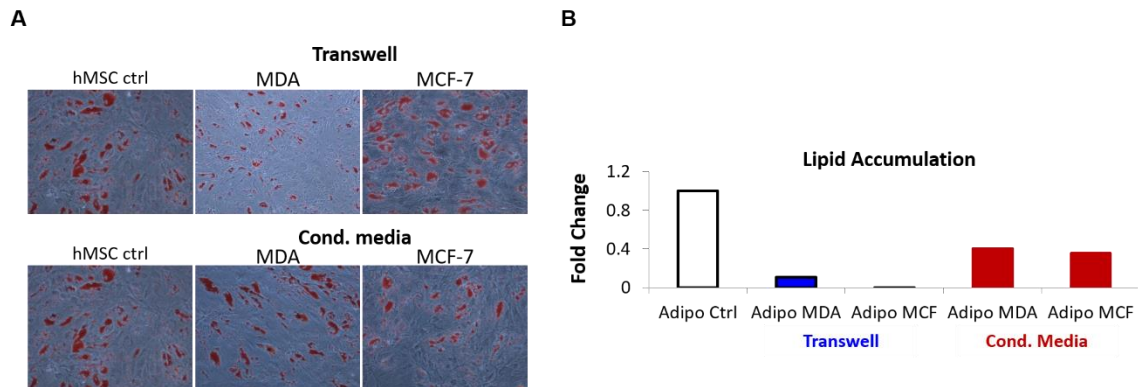 A
Transwell
hMSC ctrl MDA MCF-7
Cond. media
hMSC ctrl MDA MCF-7
B
Lipid Accumulation
Fold Change
1.2
0.8
0.4
0
Adipo Ctrl Adipo MDA Adipo MCF Adipo MDA Adipo MCF
Transwell Cond. Media